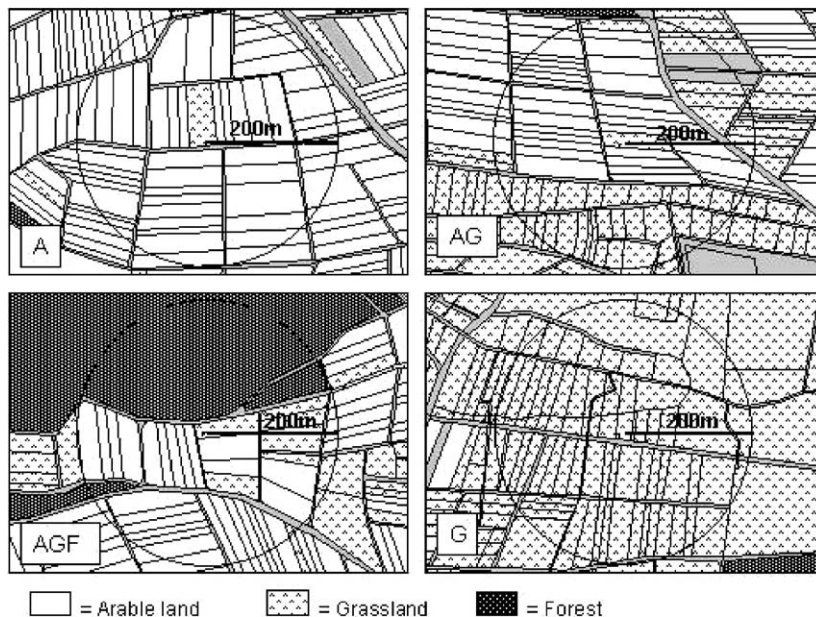 200m
A
200m
AG
200m
AGF
200m
G
= Arable land = Grassland = Forest